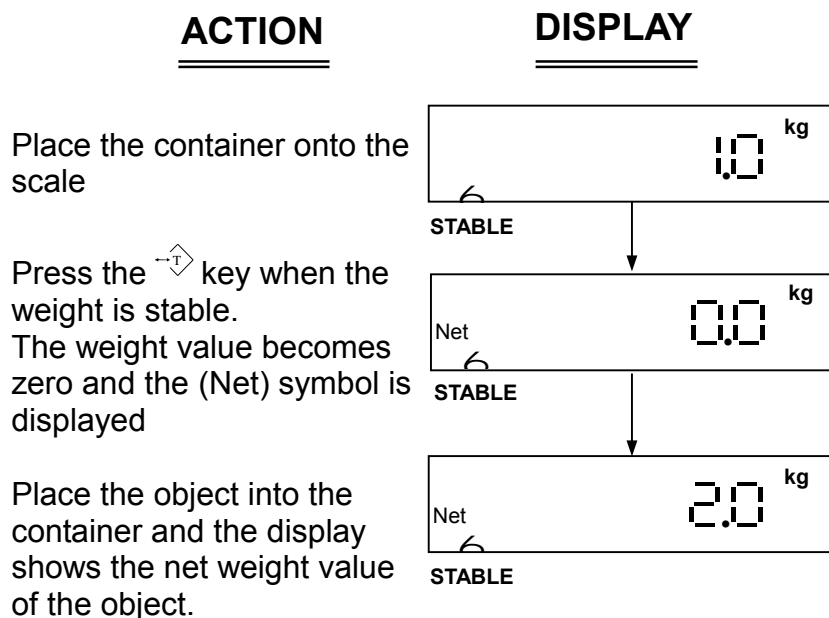 ACTION
DISPLAY
Place the container onto the
scale
1.0 kg
STABLE
Press the ↔T key when the
weight is stable.
The weight value becomes
zero and the (Net) symbol is
displayed
Net 0.0 kg
STABLE
Place the object into the
container and the display
shows the net weight value
of the object.
Net 2.0 kg
STABLE